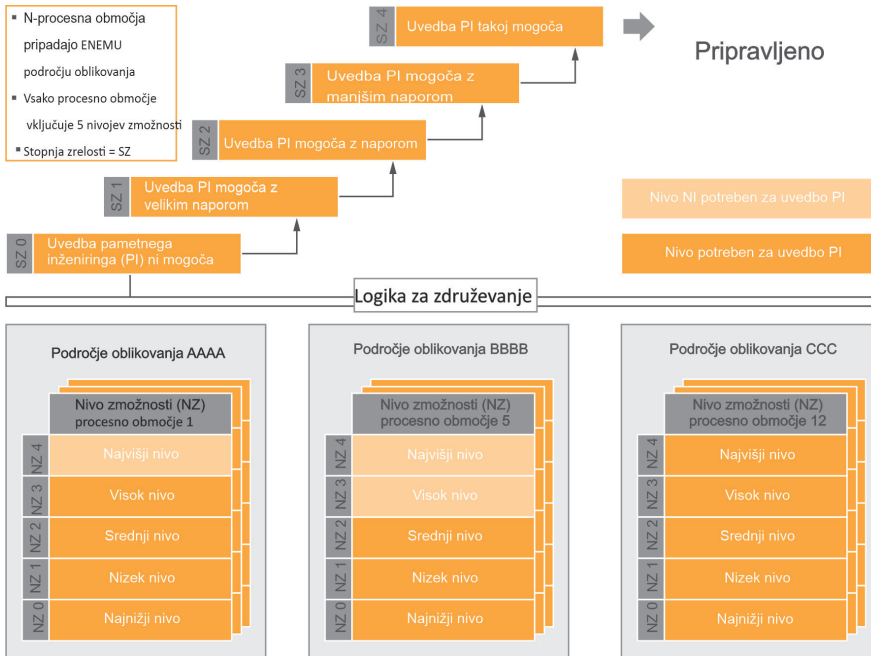 ▪ N-procesna območja
pripadajo ENEMU
področju oblikovanja
▪ Vsako procesno območje
vključuje 5 nivojev zmožnosti
▪ Stopnja zrelosti = SZ
SZ 4
Uvedba PI takoj mogoča
Pripravljeno
SZ 3
Uvedba PI mogoča z
manjšim naporom
SZ 2
Uvedba PI mogoča z naporom
SZ 1
Uvedba PI mogoča z
velikim naporom
SZ 0
Uvedba pametnega
inženiringa (PI) ni mogoča
Nivo NI potreben za uvedbo PI
Nivo potreben za uvedbo PI
Logika za združevanje
Področje oblikovanja AAAA
Nivo zmožnosti (NZ)
procesno območje 1
NZ 4
Najvišji nivo
NZ 3
Visok nivo
NZ 2
Srednji nivo
NZ 1
Nizek nivo
NZ 0
Najnižji nivo
Področje oblikovanja BBBB
Nivo zmožnosti (NZ)
procesno območje 5
NZ 4
Najvišji nivo
NZ 3
Visok nivo
NZ 2
Srednji nivo
NZ 1
Nizek nivo
NZ 0
Najnižji nivo
Področje oblikovanja CCC
Nivo zmožnosti (NZ)
procesno območje 12
NZ 4
Najvišji nivo
NZ 3
Visok nivo
NZ 2
Srednji nivo
NZ 1
Nizek nivo
NZ 0
Najnižji nivo